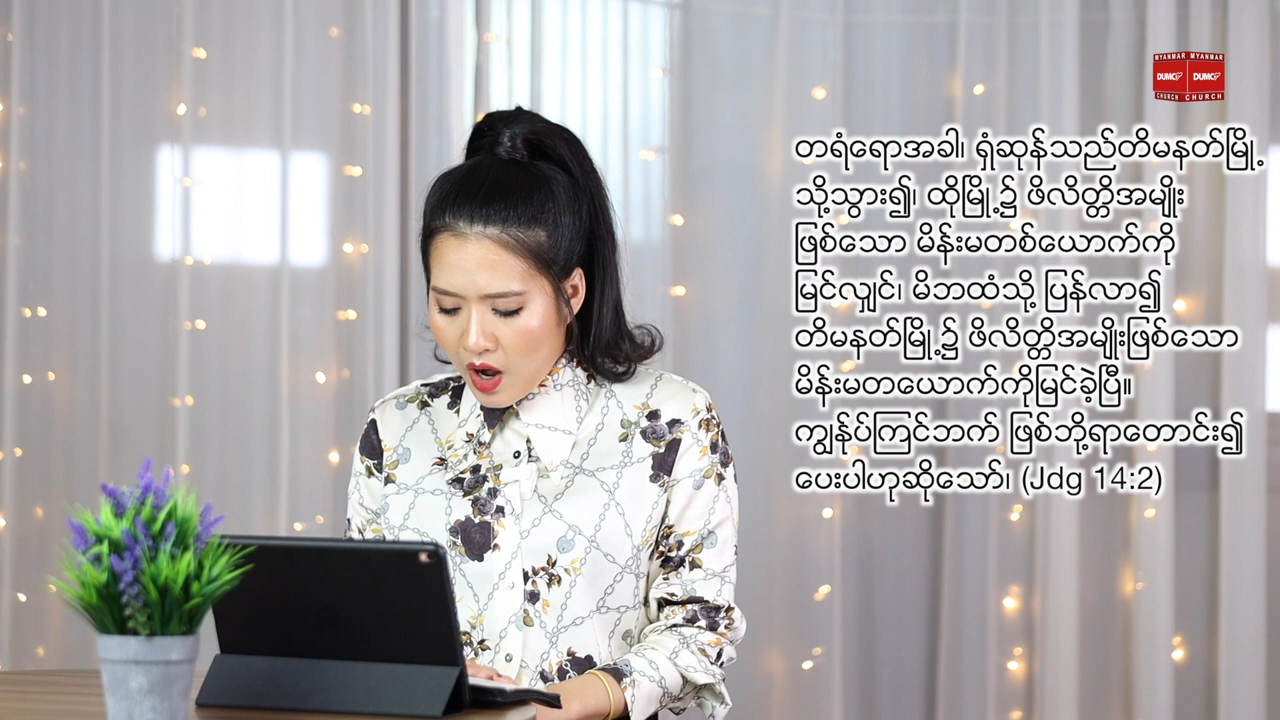 MYANMAR MYANMAR
DUMC DUMC
CHURCH CHURCH
တရံရောအခါ၊ ရှံဆုန်သည်တိမနတ်မြို့
သို့သွား၍၊ ထိုမြို့၌ ဖိလိတ္တိအမျိုး
ဖြစ်သော မိန်းမတစ်ယောက်ကို
မြင်လျှင်၊ မိဘထံသို့ ပြန်လာ၍
တိမနတ်မြို့၌ ဖိလိတ္တိအမျိုးဖြစ်သော
မိန်းမတယောက်ကိုမြင်ခဲ့ပြီ။
ကျွန်ုပ်ကြင်ဘက် ဖြစ်ဘို့ရာတောင်း၍
ပေးပါဟုဆိုသော်၊ (Jdg 14:2)